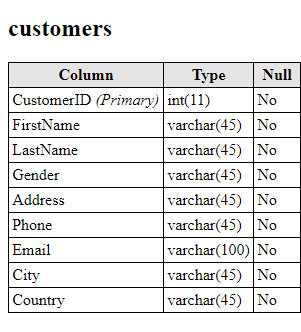 customers
Column Type Null
CustomerID (Primary) int(11) No
FirstName varchar(45) No
LastName varchar(45) No
Gender varchar(45) No
Address varchar(45) No
Phone varchar(45) No
Email varchar(100) No
City varchar(45) No
Country varchar(45) No